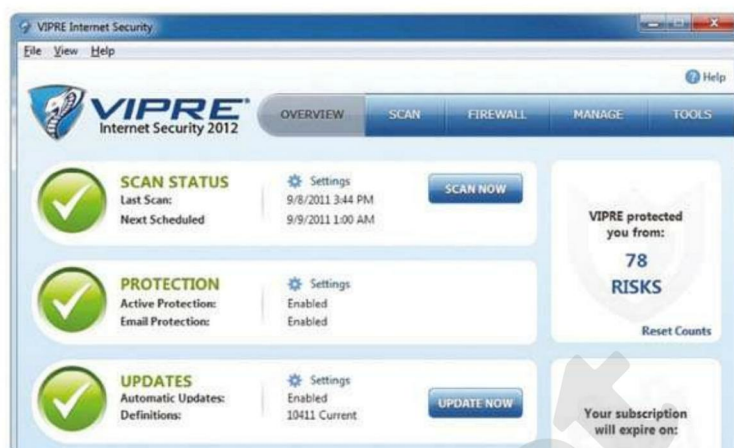 VIPRE Internet Security
File View Help
Help
VIPRE®
Internet Security 2012
OVERVIEW SCAN FIREWALL MANAGE TOOLS
SCAN STATUS
Settings
Last Scan: 9/8/2011 3:44 PM
Next Scheduled 9/9/2011 1:00 AM
SCAN NOW
PROTECTION
Settings
Active Protection: Enabled
Email Protection: Enabled
UPDATES
Settings
Automatic Updates: Enabled
Definitions: 10411 Current
UPDATE NOW
VIPRE protected
you from:
78
RISKS
Reset Counts
Your subscription
will expire on: